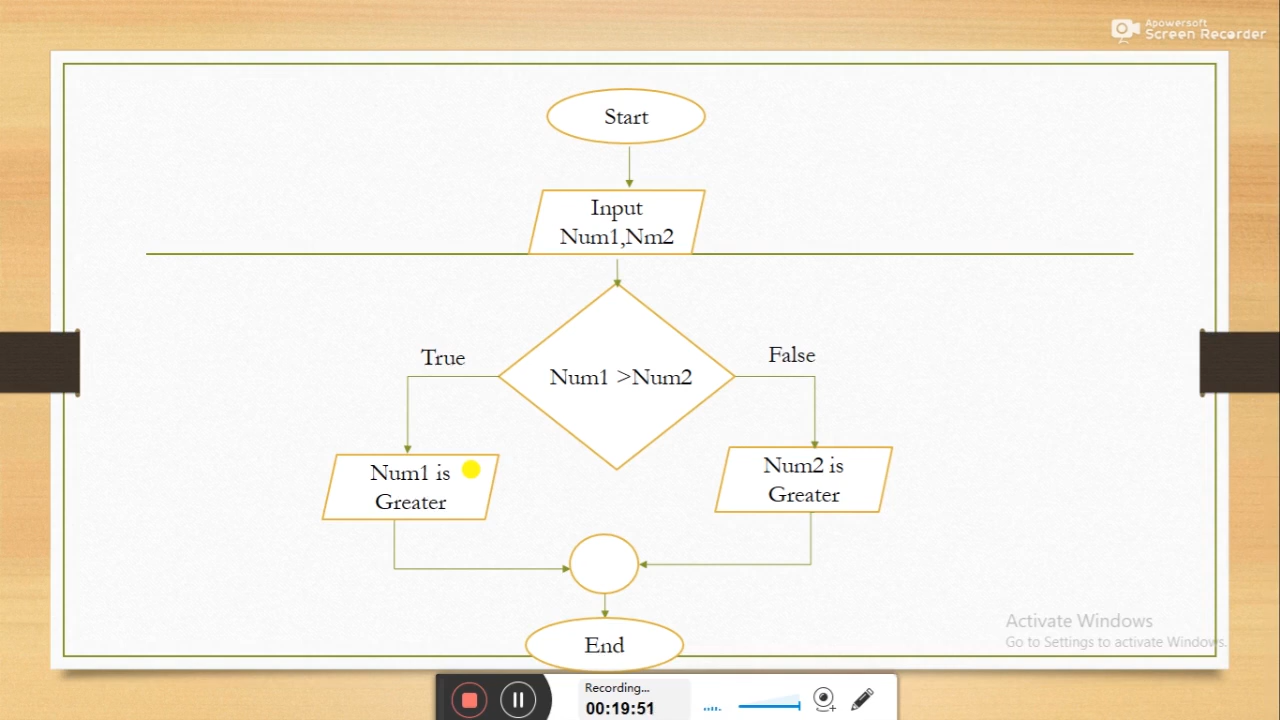 Apowersoft
Screen Recorder
Start
Input
Num1,Nm2
True
False
Num1 >Num2
Num1 is
Greater
Num2 is
Greater
End
Activate Windows
Go to Settings to activate Windows.
Recording...
00:19:51